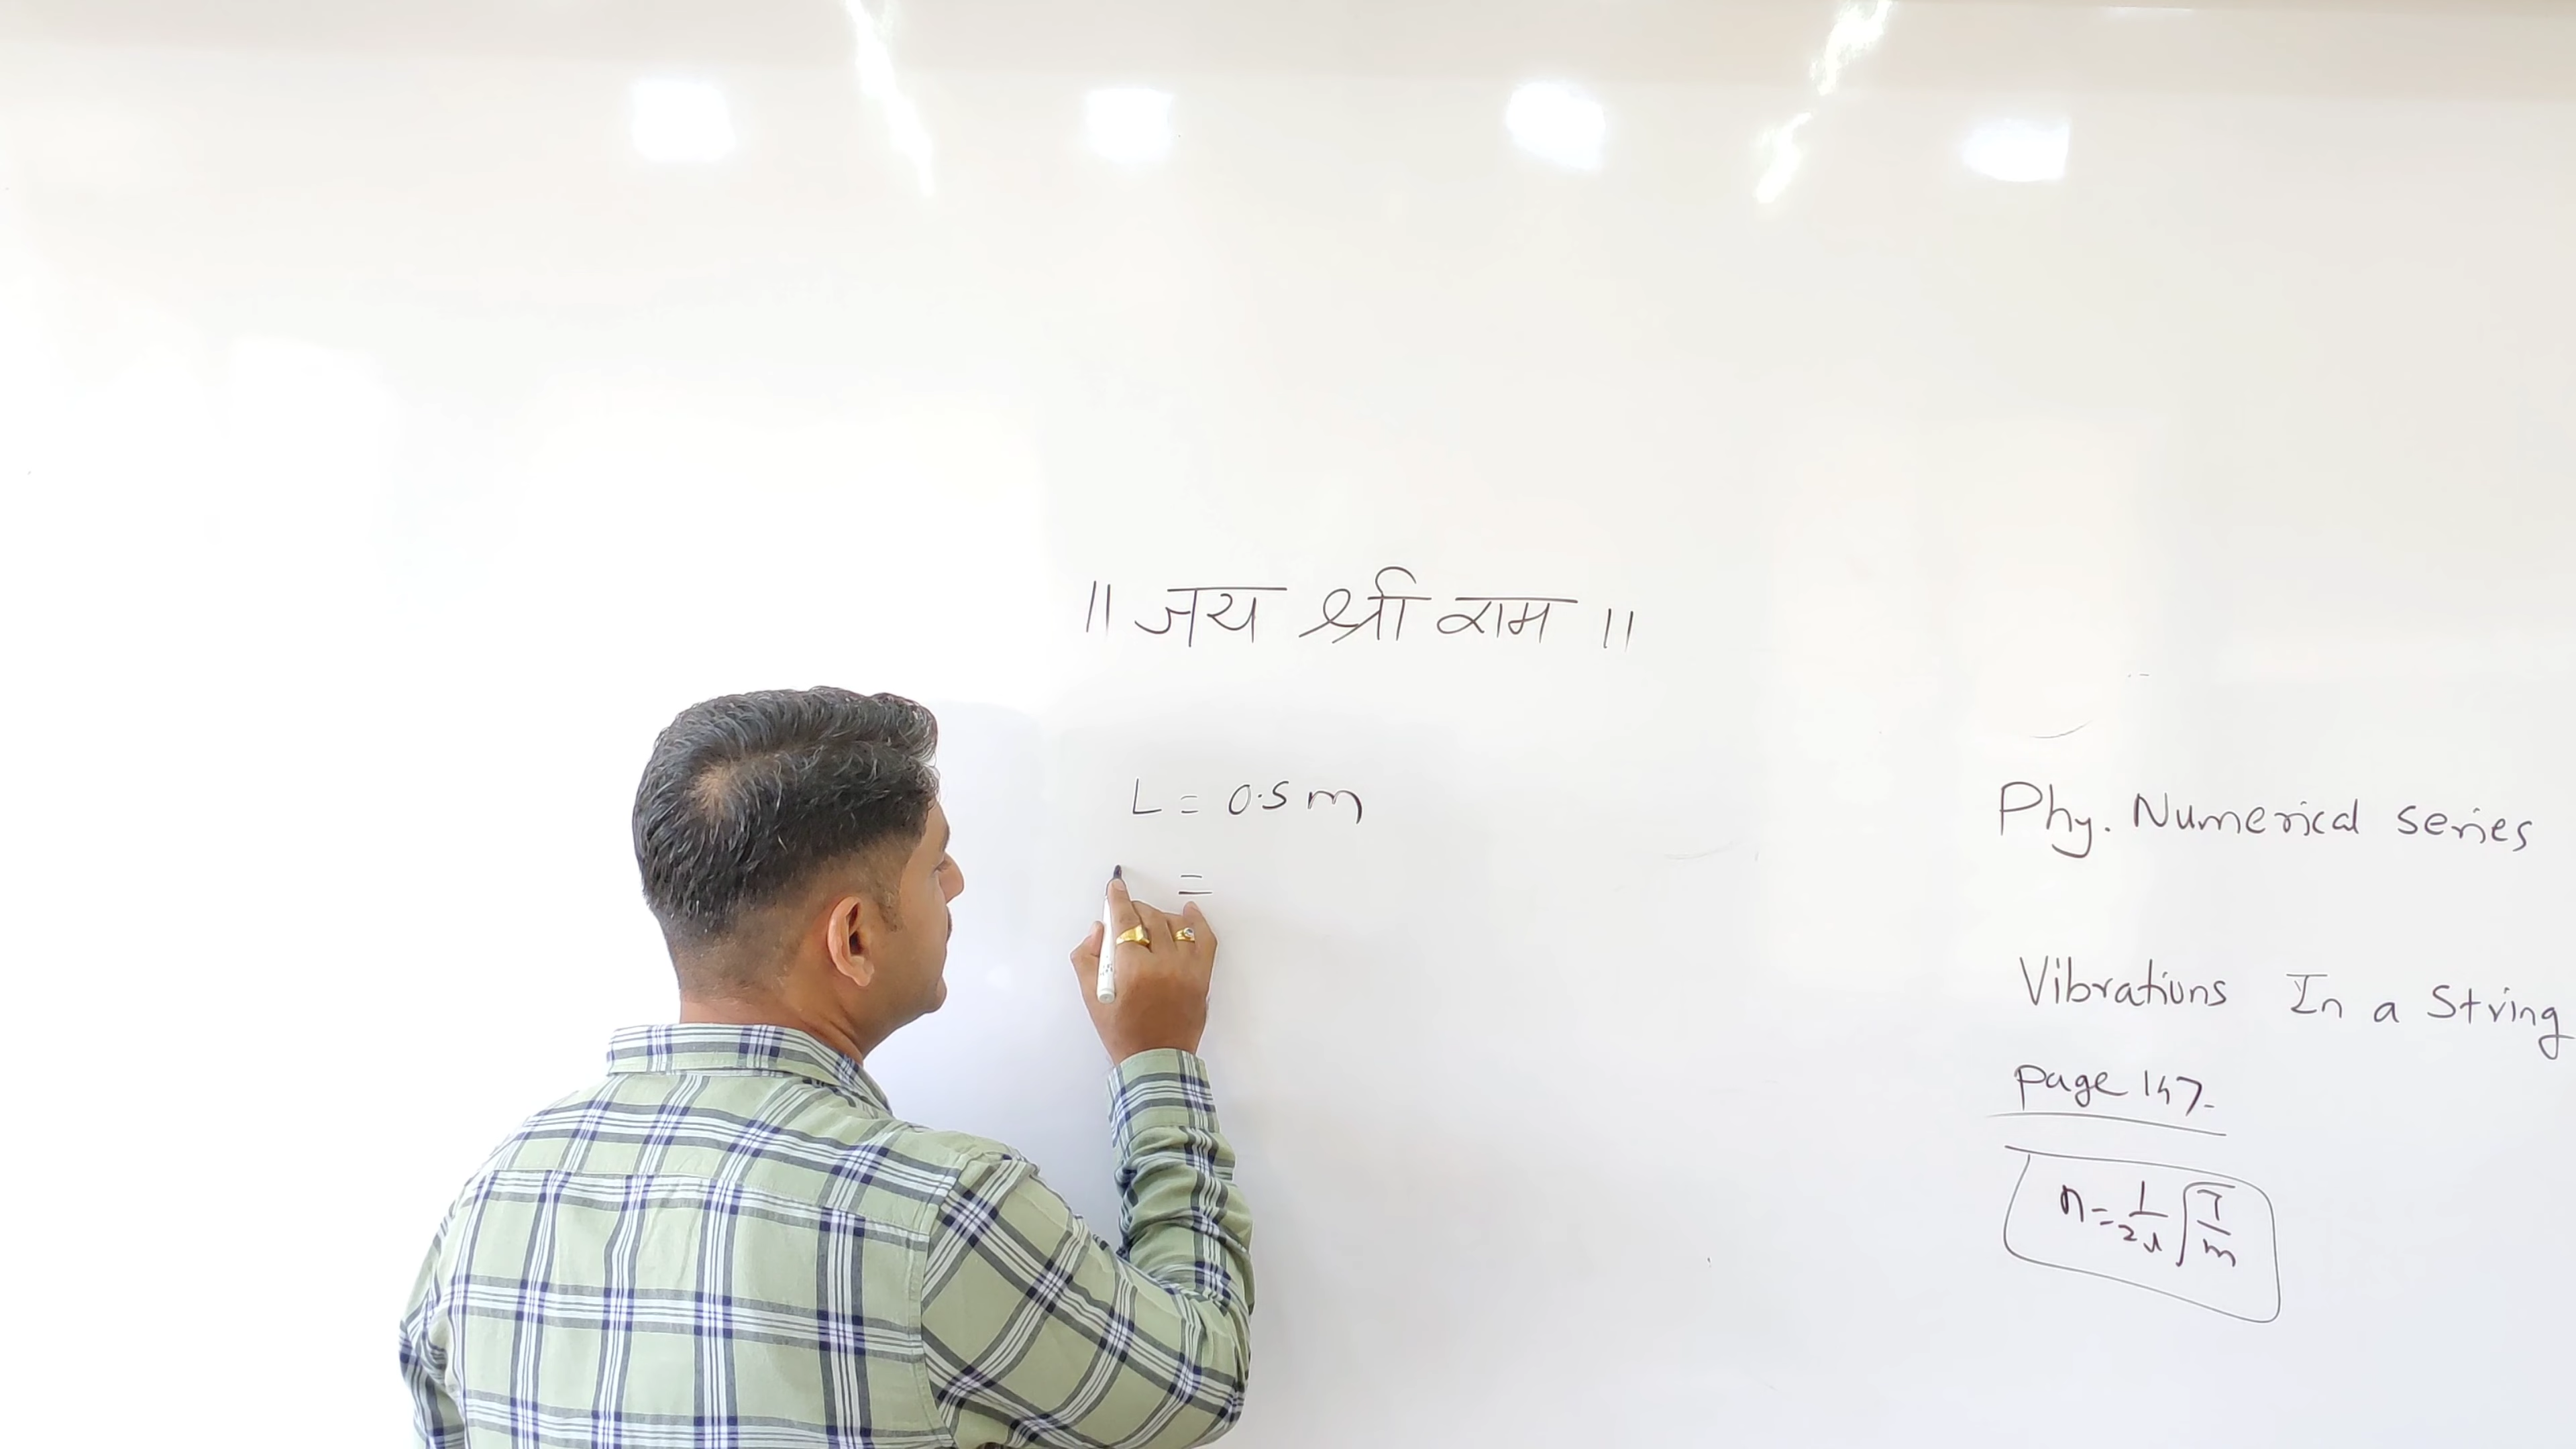 ॥ जय श्री राम ॥
L = 0.5 m
=
Phy. Numerical series
Vibrations In a String
Page 147.
n = 1/2l √T/m